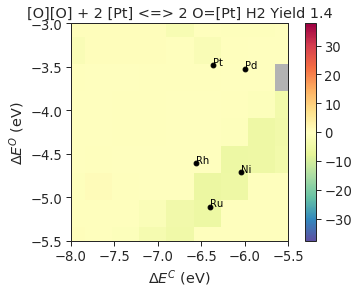 [O][O] + 2 [Pt] <=> 2 O=[Pt] H2 Yield 1.4
−3.0
−3.5
−4.0
−4.5
−5.0
−5.5
ΔE^O (eV)
Pt
Pd
Rh
Ni
Ru
−8.0 −7.5 −7.0 −6.5 −6.0 −5.5
ΔE^C (eV)
30
20
10
0
−10
−20
−30